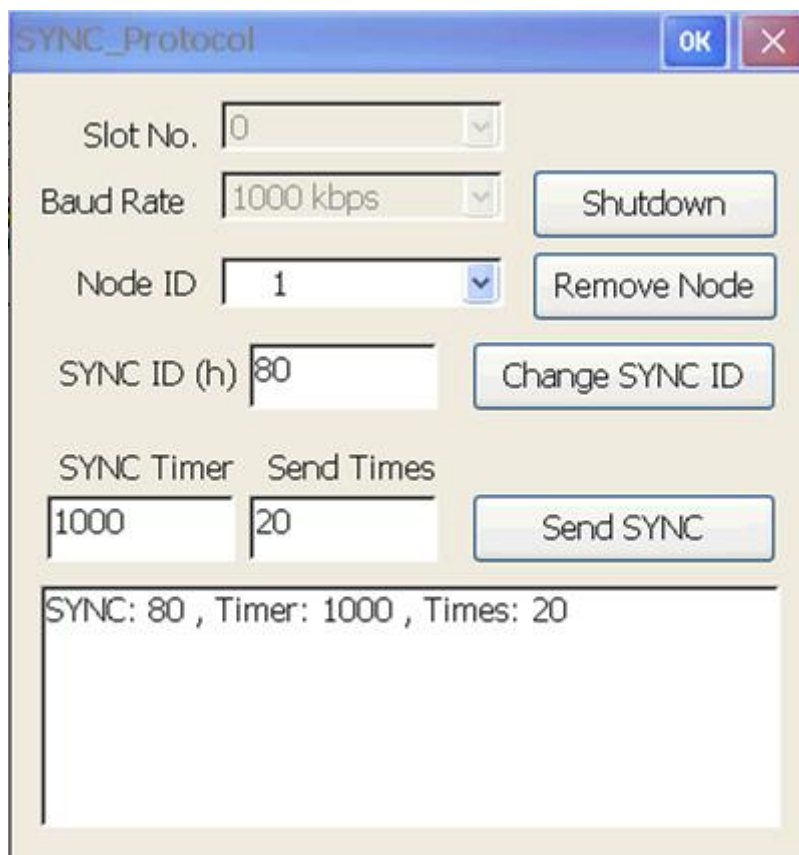 SYNC_Protocol OK
Slot No. 0
Baud Rate 1000 kbps Shutdown
Node ID 1 Remove Node
SYNC ID (h) 80 Change SYNC ID
SYNC Timer Send Times
1000 20 Send SYNC
SYNC: 80 , Timer: 1000 , Times: 20